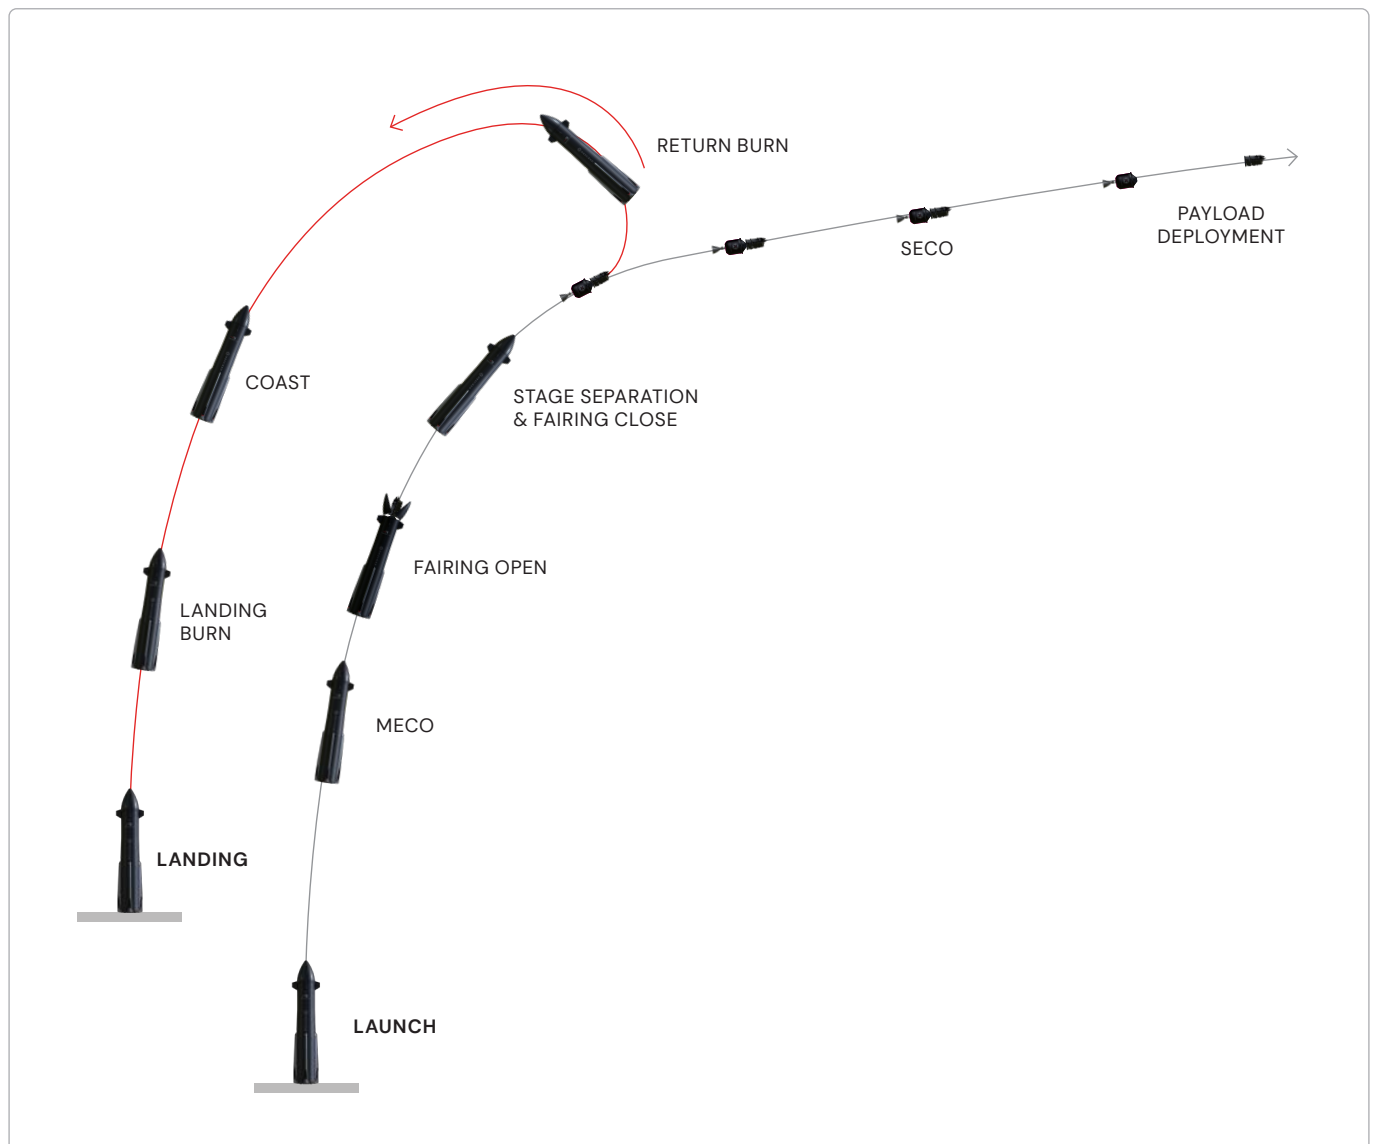 RETURN BURN
PAYLOAD
DEPLOYMENT
SECO
COAST
STAGE SEPARATION
& FAIRING CLOSE
FAIRING OPEN
LANDING
BURN
MECO
LANDING
LAUNCH